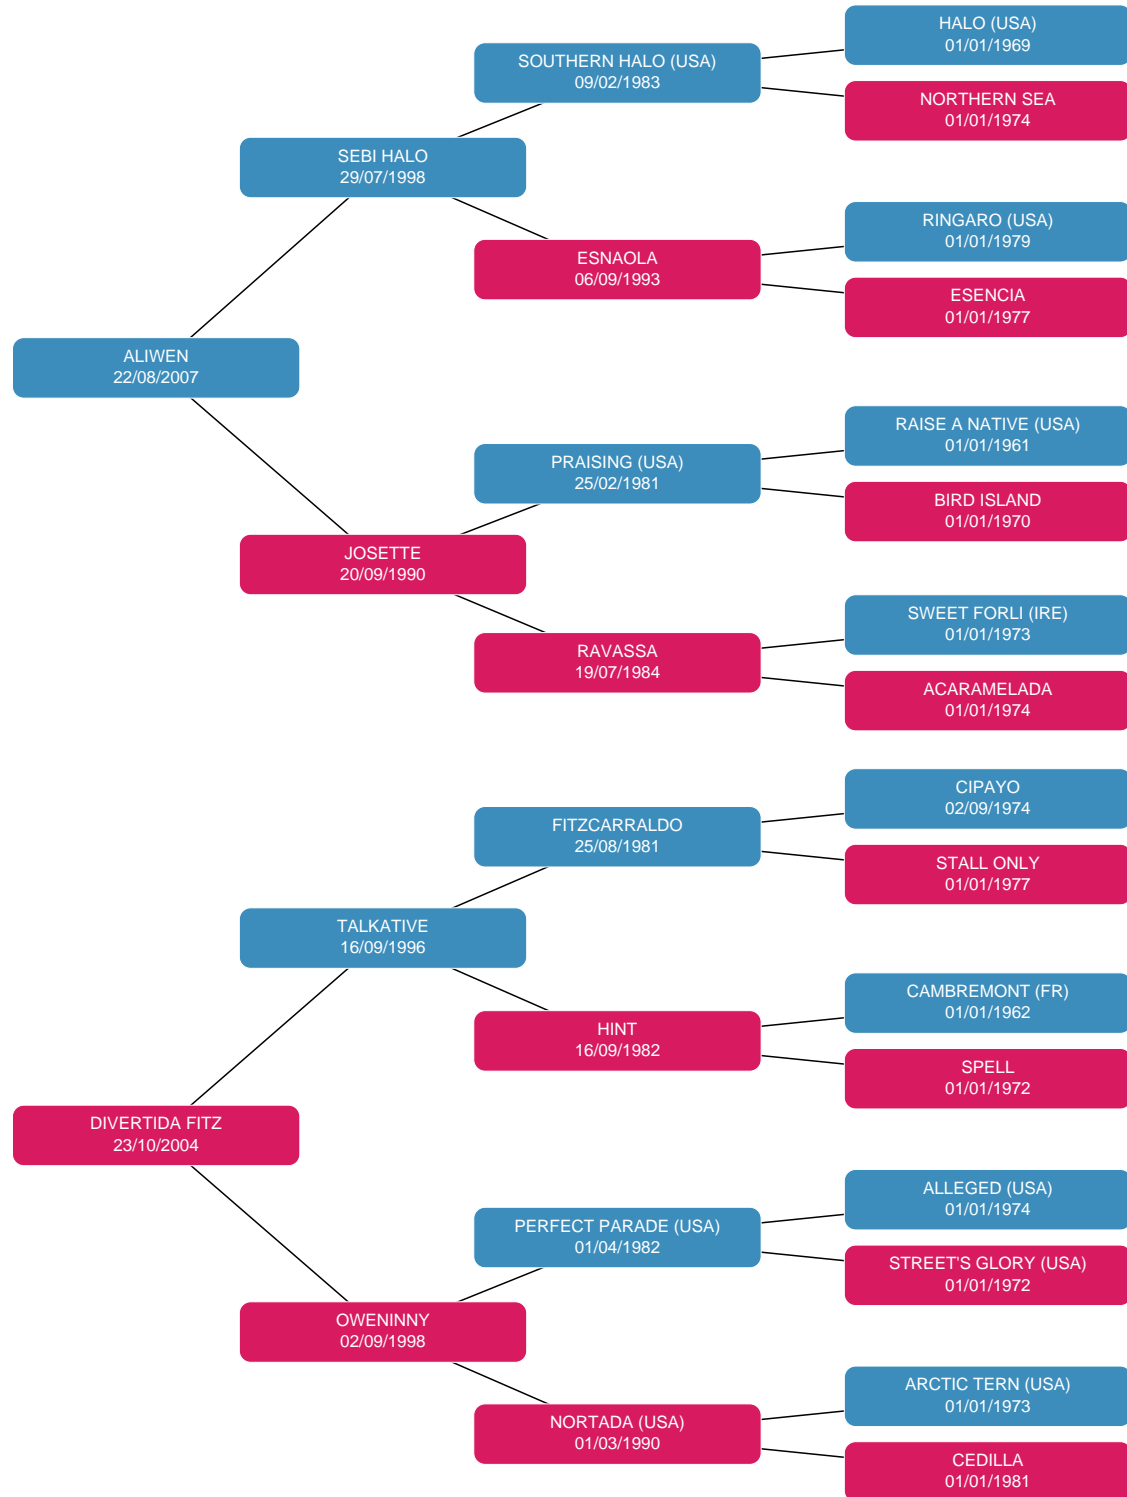 HALO (USA)
01/01/1969
SOUTHERN HALO (USA)
09/02/1983
NORTHERN SEA
01/01/1974
SEBI HALO
29/07/1998
RINGARO (USA)
01/01/1979
ESNAOLA
06/09/1993
ESENCIA
01/01/1977
ALIWEN
22/08/2007
RAISE A NATIVE (USA)
01/01/1961
PRAISING (USA)
25/02/1981
BIRD ISLAND
01/01/1970
JOSETTE
20/09/1990
SWEET FORLI (IRE)
01/01/1973
RAVASSA
19/07/1984
ACARAMELADA
01/01/1974
CIPAYO
02/09/1974
FITZCARRALDO
25/08/1981
STALL ONLY
01/01/1977
TALKATIVE
16/09/1996
CAMBREMONT (FR)
01/01/1962
HINT
16/09/1982
SPELL
01/01/1972
DIVERTIDA FITZ
23/10/2004
ALLEGED (USA)
01/01/1974
PERFECT PARADE (USA)
01/04/1982
STREET'S GLORY (USA)
01/01/1972
OWENINNY
02/09/1998
ARCTIC TERN (USA)
01/01/1973
NORTADA (USA)
01/03/1990
CEDILLA
01/01/1981